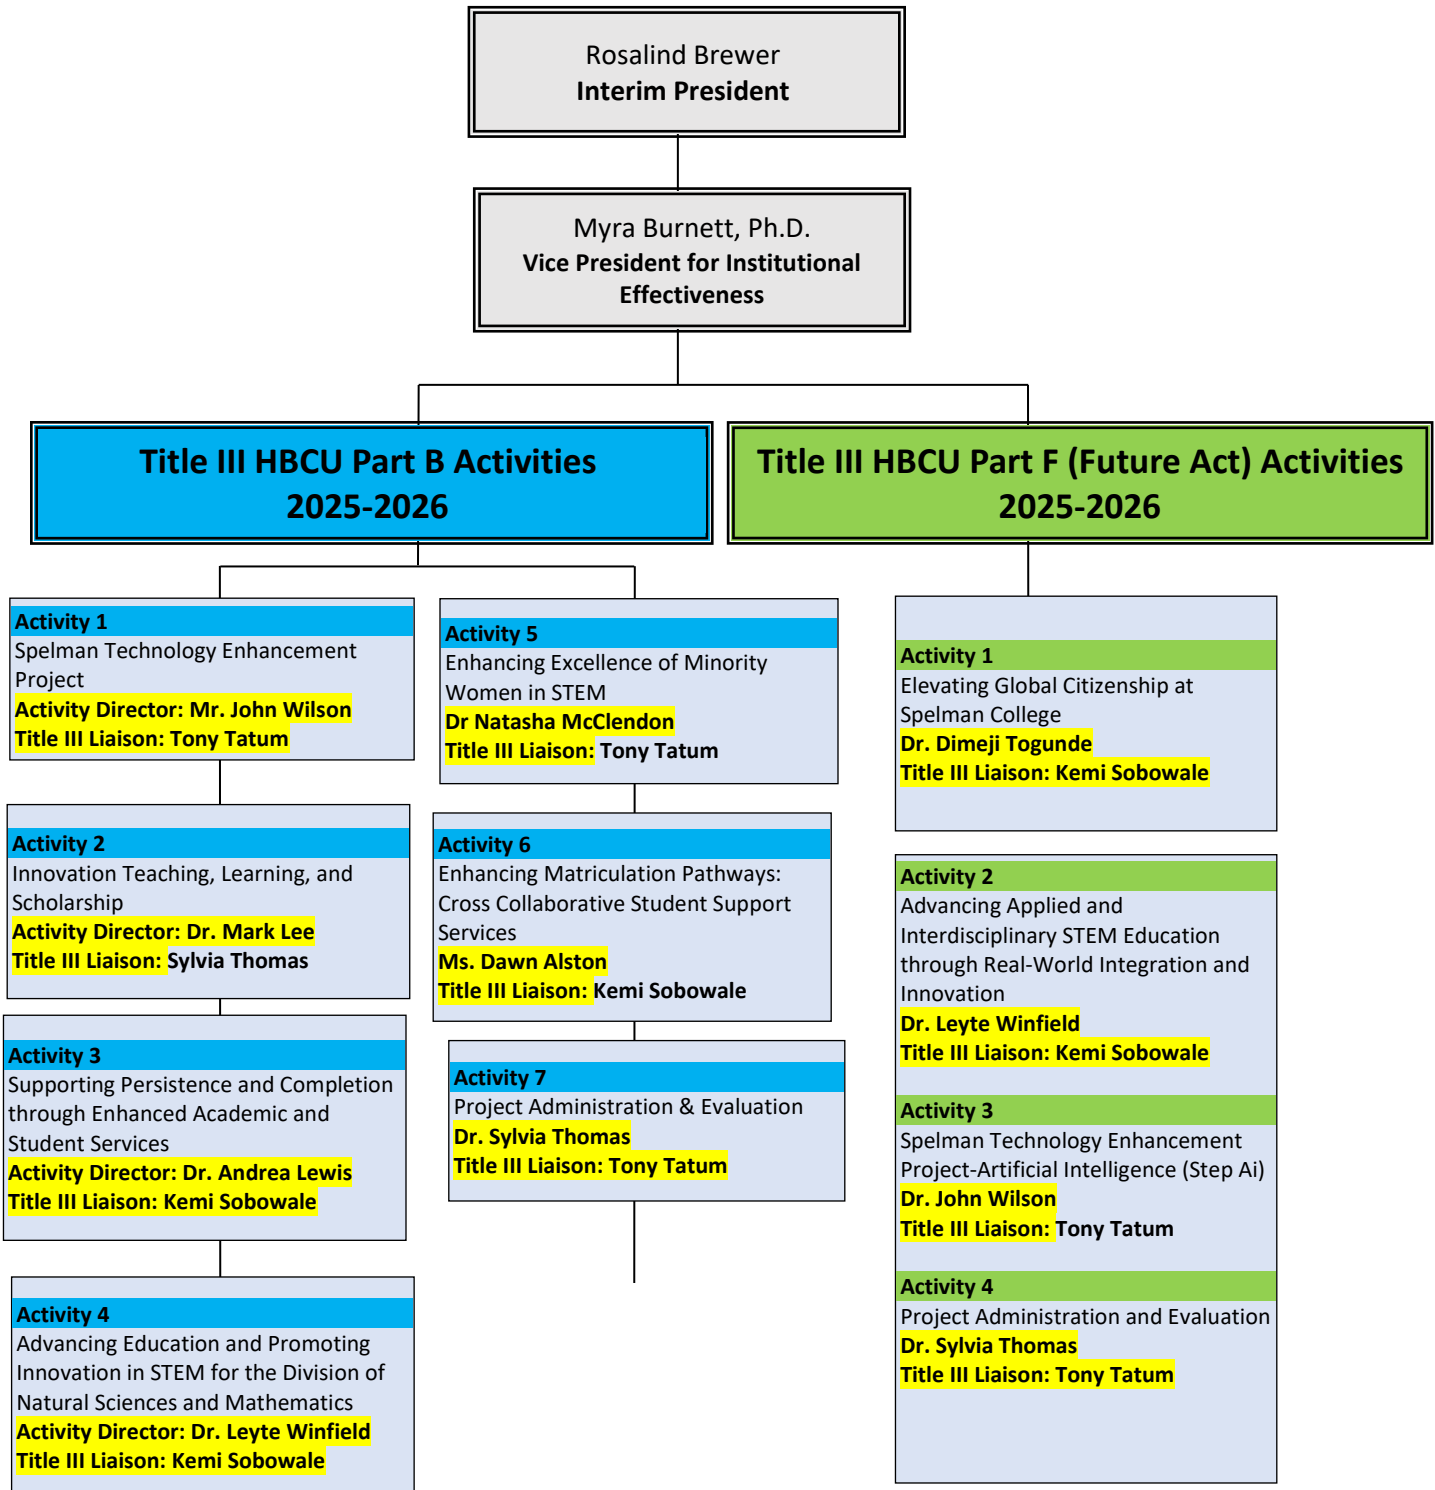 Rosalind Brewer
Interim President
Myra Burnett, Ph.D.
Vice President for Institutional
Effectiveness
Title III HBCU Part B Activities
2025-2026
Title III HBCU Part F (Future Act) Activities
2025-2026
Activity 1
Spelman Technology Enhancement
Project
Activity Director: Mr. John Wilson
Title III Liaison: Tony Tatum
Activity 2
Innovation Teaching, Learning, and
Scholarship
Activity Director: Dr. Mark Lee
Title III Liaison: Sylvia Thomas
Activity 3
Supporting Persistence and Completion
through Enhanced Academic and
Student Services
Activity Director: Dr. Andrea Lewis
Title III Liaison: Kemi Sobowale
Activity 4
Advancing Education and Promoting
Innovation in STEM for the Division of
Natural Sciences and Mathematics
Activity Director: Dr. Leyte Winfield
Title III Liaison: Kemi Sobowale
Activity 5
Enhancing Excellence of Minority
Women in STEM
Dr Natasha McClendon
Title III Liaison: Tony Tatum
Activity 6
Enhancing Matriculation Pathways:
Cross Collaborative Student Support
Services
Ms. Dawn Alston
Title III Liaison: Kemi Sobowale
Activity 7
Project Administration & Evaluation
Dr. Sylvia Thomas
Title III Liaison: Tony Tatum
Activity 1
Elevating Global Citizenship at
Spelman College
Dr. Dimeji Togunde
Title III Liaison: Kemi Sobowale
Activity 2
Advancing Applied and
Interdisciplinary STEM Education
through Real-World Integration and
Innovation
Dr. Leyte Winfield
Title III Liaison: Kemi Sobowale
Activity 3
Spelman Technology Enhancement
Project-Artificial Intelligence (Step Ai)
Dr. John Wilson
Title III Liaison: Tony Tatum
Activity 4
Project Administration and Evaluation
Dr. Sylvia Thomas
Title III Liaison: Tony Tatum